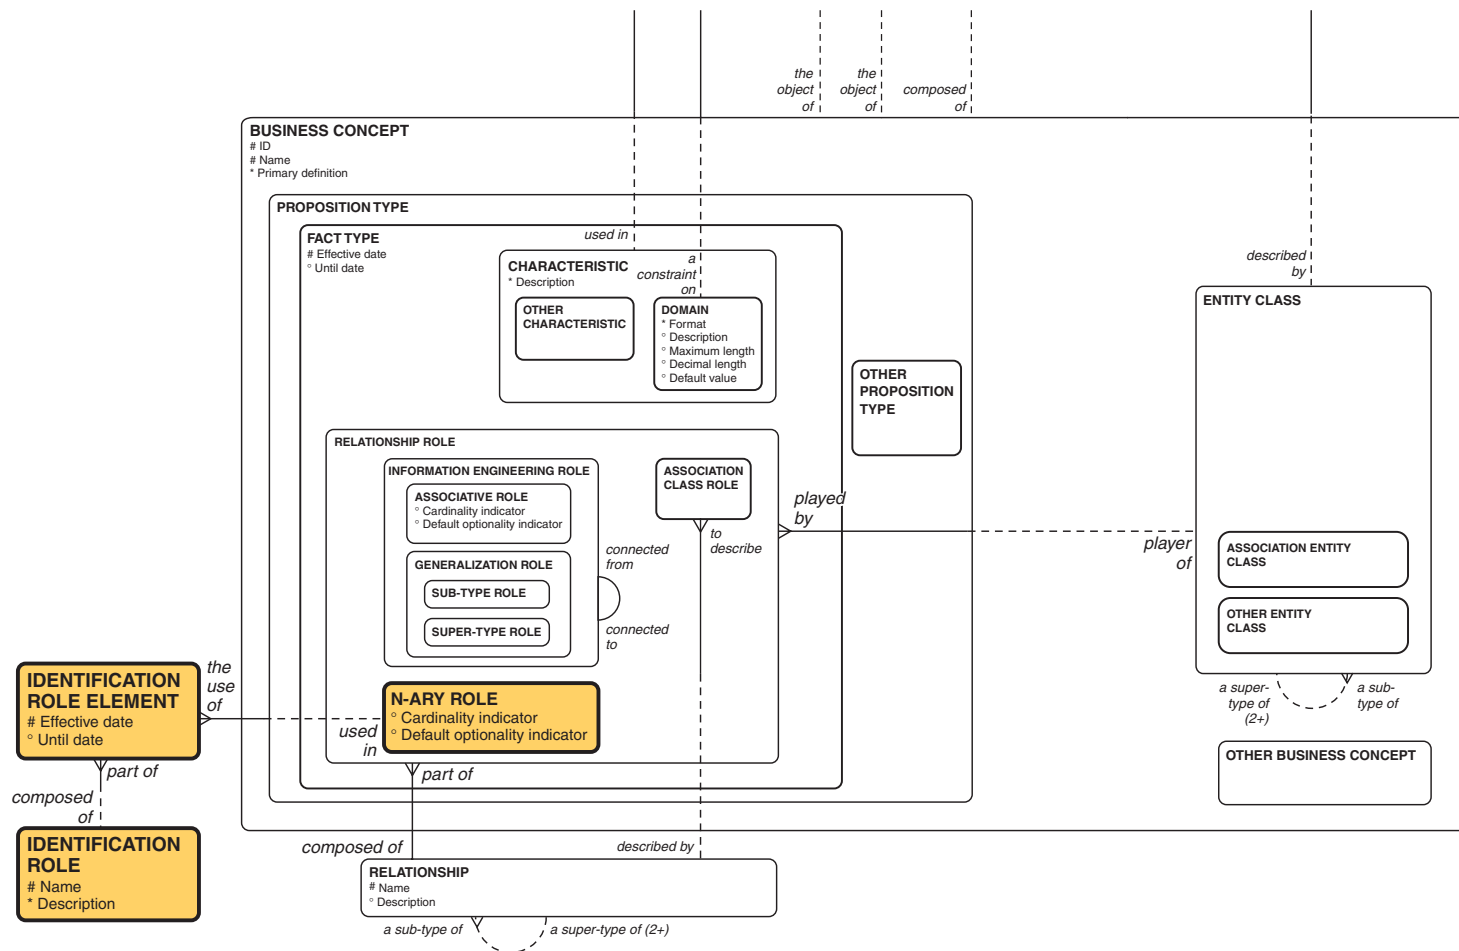 the
object
of
the
object
of
composed
of
BUSINESS CONCEPT
# ID
# Name
* Primary definition
PROPOSITION TYPE
FACT TYPE
# Effective date
° Until date
used in
CHARACTERISTIC
* Description
a
constraint
on
OTHER
CHARACTERISTIC
DOMAIN
* Format
° Description
° Maximum length
° Decimal length
° Default value
described
by
ENTITY CLASS
OTHER
PROPOSITION
TYPE
RELATIONSHIP ROLE
INFORMATION ENGINEERING ROLE
ASSOCIATIVE ROLE
° Cardinality indicator
° Default optionality indicator
GENERALIZATION ROLE
SUB-TYPE ROLE
SUPER-TYPE ROLE
connected
from
connected
to
ASSOCIATION
CLASS ROLE
to
describe
played
by
player
of
ASSOCIATION ENTITY
CLASS
OTHER ENTITY
CLASS
a super-
type of
(2+)
a sub-
type of
OTHER BUSINESS CONCEPT
IDENTIFICATION
ROLE ELEMENT
# Effective date
° Until date
the
use
of
used
in
N-ARY ROLE
° Cardinality indicator
° Default optionality indicator
part of
part of
composed
of
IDENTIFICATION
ROLE
# Name
* Description
composed of
described by
RELATIONSHIP
# Name
° Description
a sub-type of
a super-type of (2+)